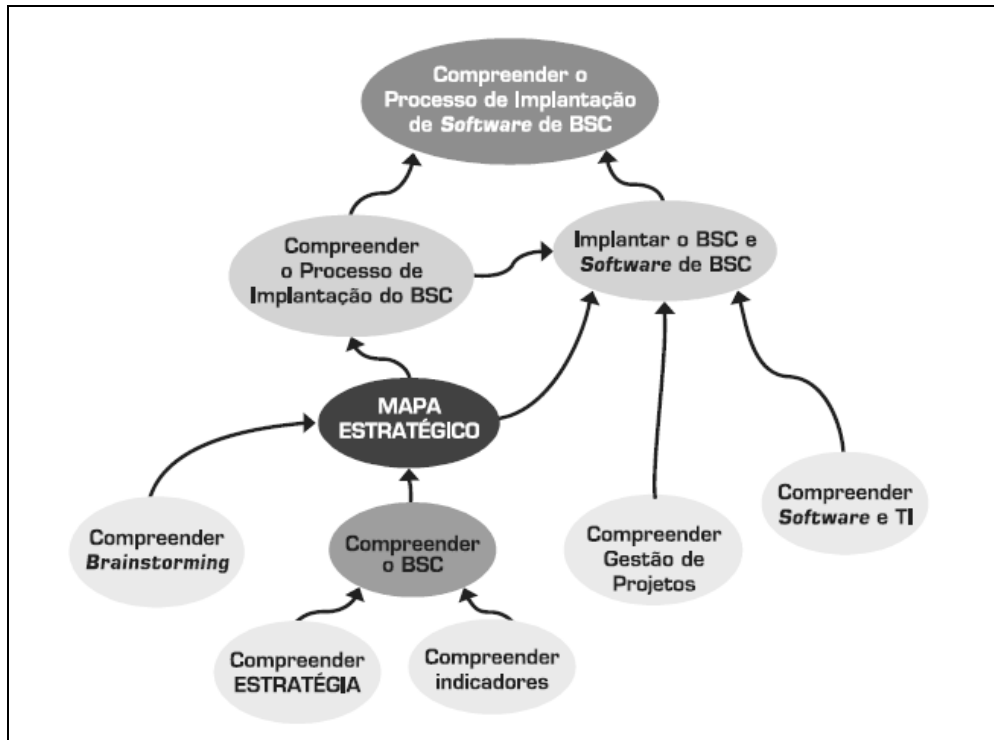 Compreender o
Processo de Implantação
de Software de BSC
Compreender
o Processo de
Implantação do BSC
Implantar o BSC e
Software de BSC
MAPA
ESTRATÉGICO
Compreender
Brainstorming
Compreender
o BSC
Compreender
Gestão de
Projetos
Compreender
Software e TI
Compreender
ESTRATÉGIA
Compreender
indicadores